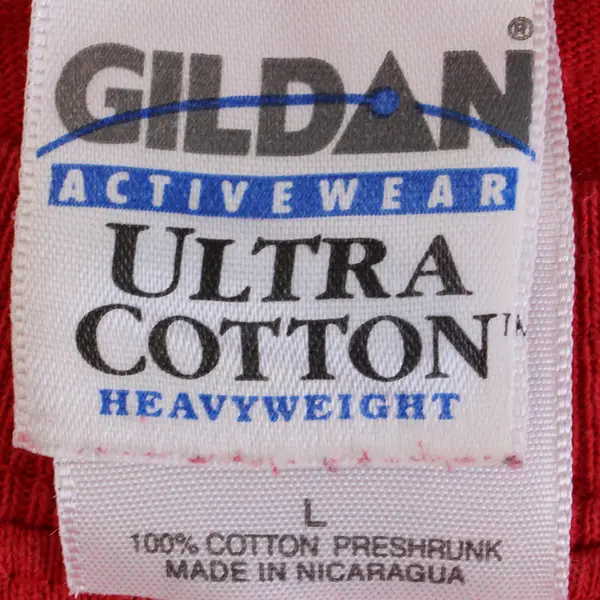 GILDAN®
ACTIVEWEAR
ULTRA
COTTON™
HEAVYWEIGHT
L
100% COTTON PRESHRUNK
MADE IN NICARAGUA